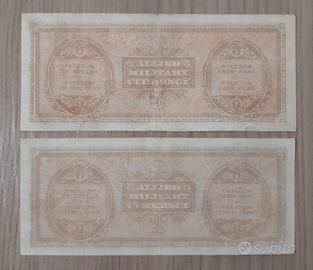 FREEDOM
OF SPEECH
FREEDOM
OF RELIGION
ALLIED
MILITARY
CURRENCY
FREEDOM
FROM WANT
FREEDOM
FROM FEAR
FREEDOM
OF SPEECH
FREEDOM
OF RELIGION
ALLIED
MILITARY
CURRENCY
FREEDOM
FROM WANT
FREEDOM
FROM FEAR
subito